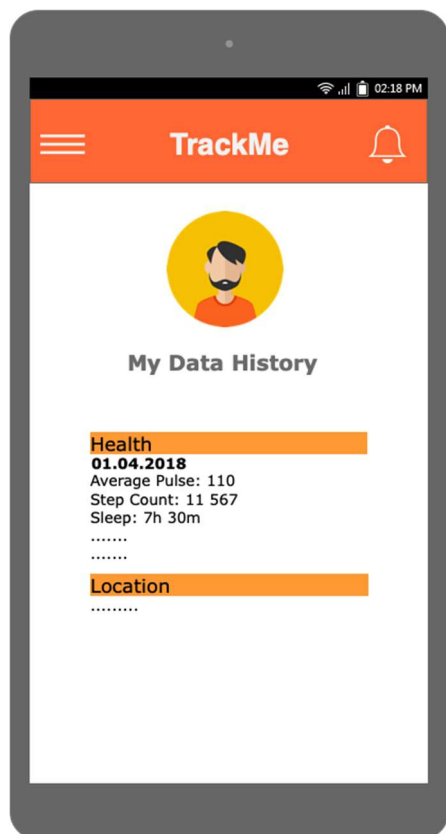 02:18 PM
TrackMe
My Data History
Health
01.04.2018
Average Pulse: 110
Step Count: 11 567
Sleep: 7h 30m
.......
.......
Location
.........